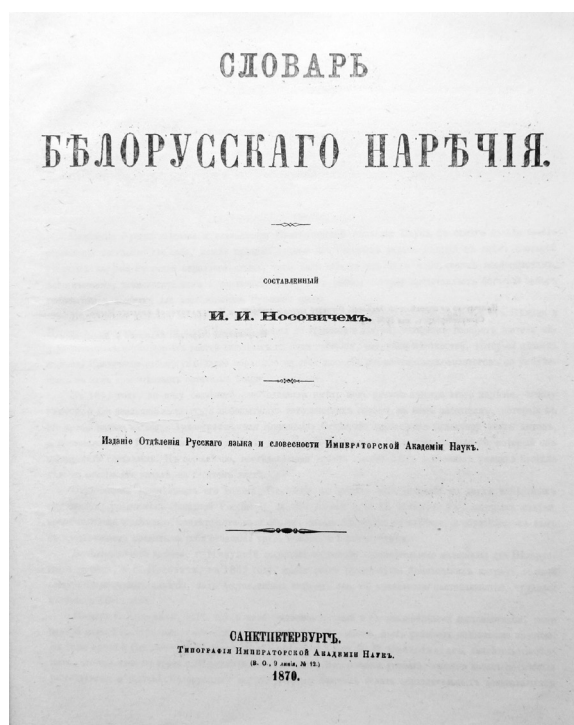 СЛОВАРЬ
БѢЛОРУССКАГО НАРѢЧІЯ.
СОСТАВЛЕННЫЙ
И. И. Носовичемъ.
Изданіе Отдѣленія Русскаго языка и словесности Императорской Академіи Наукъ.
САНКТПЕТЕРБУРГЪ.
Типографія Императорской Академіи Наукъ.
(В. О., 9 линія, № 12.)
1870.